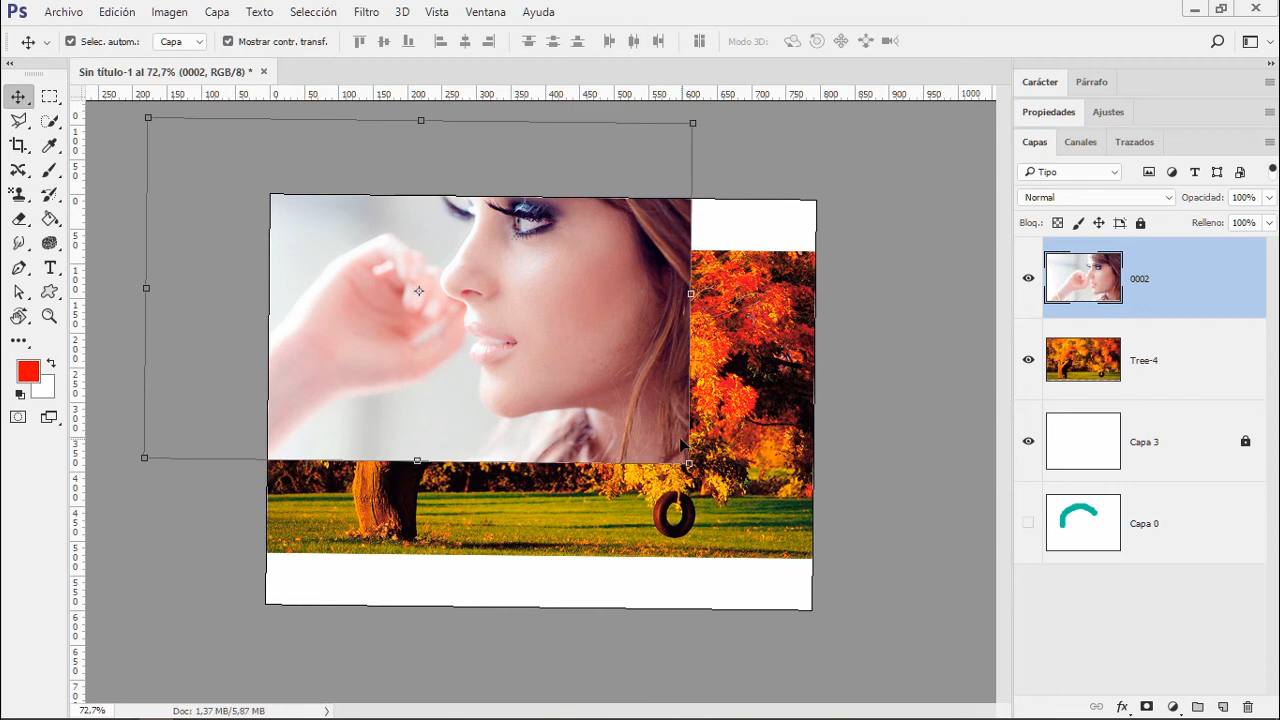 Ps Archivo Edición Imagen Capa Texto Selección Filtro 3D Vista Ventana Ayuda
Selec. autom.: Capa Mostrar contr. transf. Modo 3D:
Sin título-1 al 72,7% (0002, RGB/8) *
250 200 150 100 50 0 50 100 150 200 250 300 350 400 450 500 550 600 650 700 750 800 850 900 950 1000
Carácter Párrafo
Propiedades Ajustes
Capas Canales Trazados
Tipo
Normal Opacidad: 100%
Bloq.: Relleno: 100%
0002
Tree-4
Capa 3
Capa 0
72,7% Doc: 1,37 MB/5,87 MB